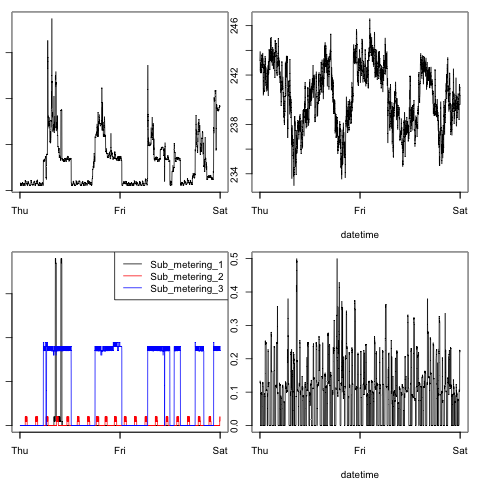 246
242
238
234
Thu Fri Sat
Thu Fri Sat
datetime
Sub_metering_1
Sub_metering_2
Sub_metering_3
0.5
0.4
0.3
0.2
0.1
0.0
Thu Fri Sat
Thu Fri Sat
datetime